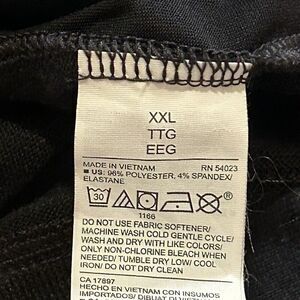 XXL
TTG
EEG
MADE IN VIETNAM RN 54023
US: 96% POLYESTER, 4% SPANDEX/
ELASTANE
30
1166
DO NOT USE FABRIC SOFTENER/
MACHINE WASH COLD GENTLE CYCLE/
WASH AND DRY WITH LIKE COLORS/
ONLY NON-CHLORINE BLEACH WHEN
NEEDED/ TUMBLE DRY LOW/ COOL
IRON/ DO NOT DRY CLEAN
CA 17897
HECHO EN VIETNAM CON INSUMOS
IMPORTADOS/